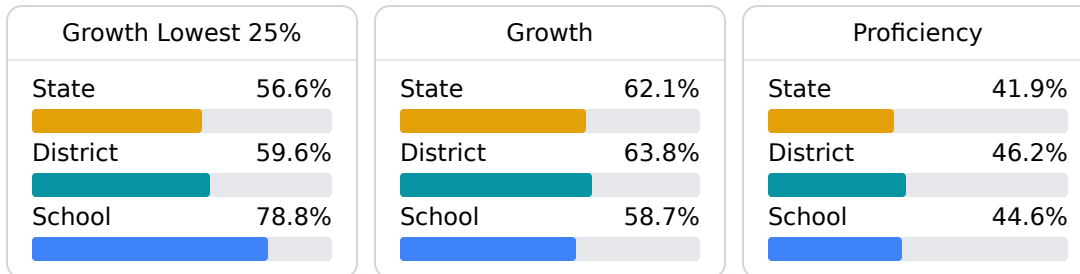 Growth Lowest 25%
State 56.6%
District 59.6%
School 78.8%
Growth
State 62.1%
District 63.8%
School 58.7%
Proficiency
State 41.9%
District 46.2%
School 44.6%